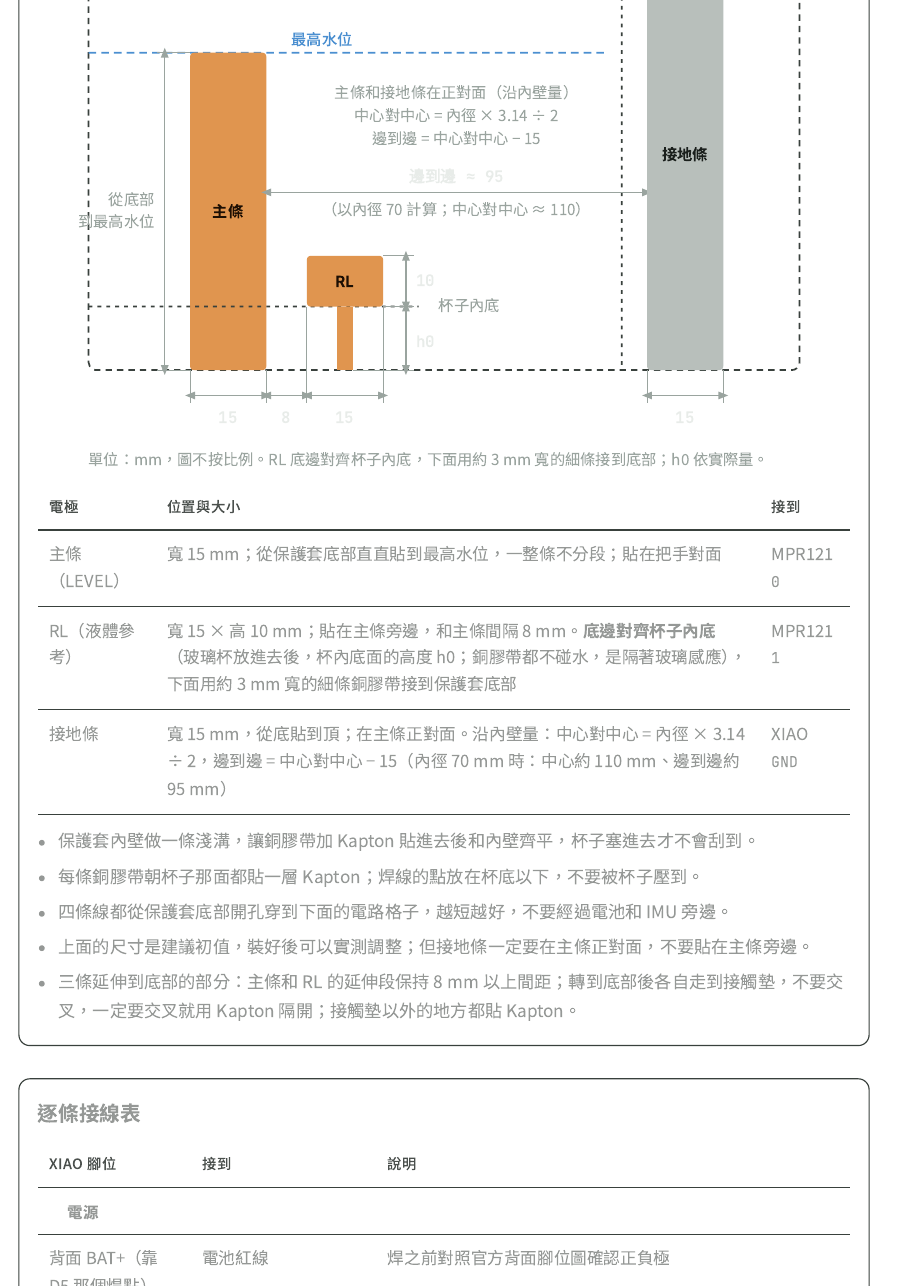 最高水位
主條和接地條在正對面（沿內壁量）
中心對中心 = 內徑 × 3.14 ÷ 2
邊到邊 = 中心對中心 − 15
接地條
邊到邊 ≈ 95
從底部
到最高水位
主條
（以內徑 70 計算；中心對中心 ≈ 110）
RL
10
杯子內底
h0
15
8
15
15
單位：mm，圖不按比例。RL 底邊對齊杯子內底，下面用約 3 mm 寬的細條接到底部；h0 依實際量。
電極 位置與大小 接到
主條 寬 15 mm；從保護套底部直直貼到最高水位，一整條不分段；貼在把手對面 MPR121
（LEVEL） 0
RL（液體參 寬 15 × 高 10 mm；貼在主條旁邊，和主條間隔 8 mm。底邊對齊杯子內底 MPR121
考） （玻璃杯放進去後，杯內底面的高度 h0；銅膠帶都不碰水，是隔著玻璃感應）， 1
下面用約 3 mm 寬的細條銅膠帶接到保護套底部
接地條 寬 15 mm，從底貼到頂；在主條正對面。沿內壁量：中心對中心 = 內徑 × 3.14 XIAO
÷ 2，邊到邊 = 中心對中心 − 15（內徑 70 mm 時：中心約 110 mm、邊到邊約 GND
95 mm）
• 保護套內壁做一條淺溝，讓銅膠帶加 Kapton 貼進去後和內壁齊平，杯子塞進去才不會刮到。
• 每條銅膠帶朝杯子那面都貼一層 Kapton；焊線的點放在杯底以下，不要被杯子壓到。
• 四條線都從保護套底部開孔穿到下面的電路格子，越短越好，不要經過電池和 IMU 旁邊。
• 上面的尺寸是建議初值，裝好後可以實測調整；但接地條一定要在主條正對面，不要貼在主條旁邊。
• 三條延伸到底部的部分：主條和 RL 的延伸段保持 8 mm 以上間距；轉到底部後各自走到接觸墊，不要交
叉，一定要交叉就用 Kapton 隔開；接觸墊以外的地方都貼 Kapton。
逐條接線表
XIAO 腳位 接到 說明
電源
背面 BAT+（靠 電池紅線 焊之前對照官方背面腳位圖確認正負極
D5 那個焊點）